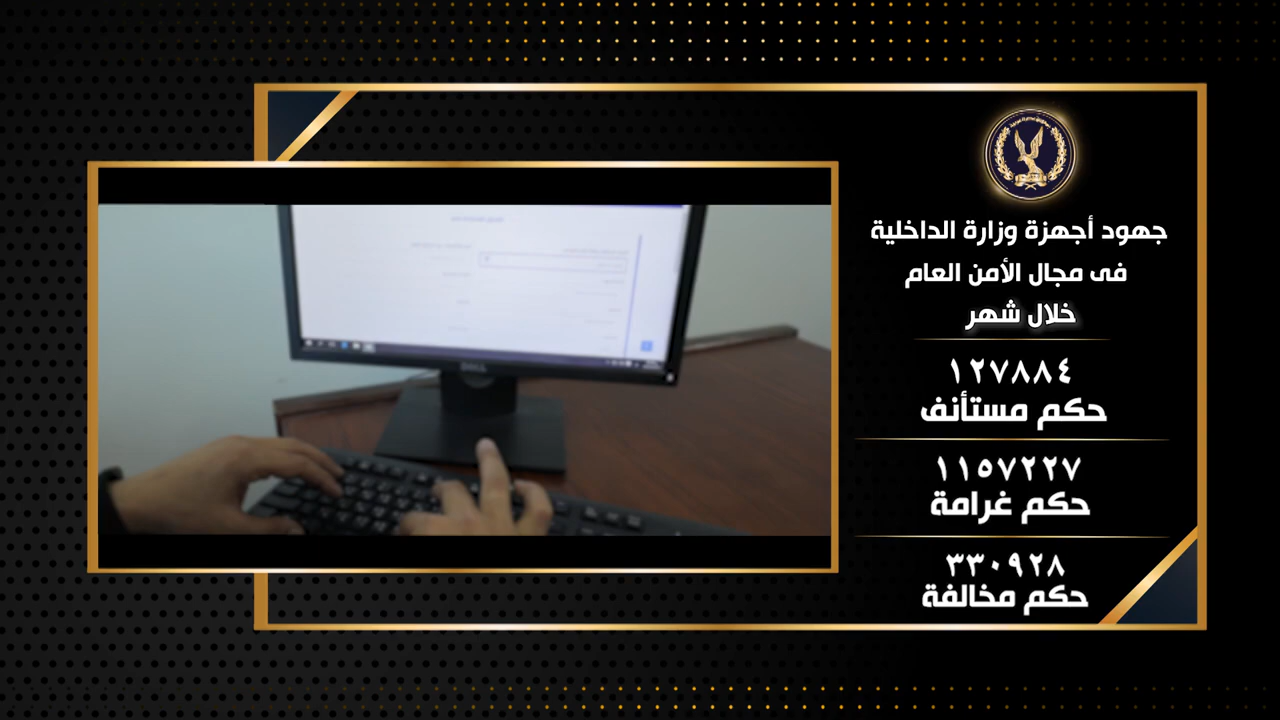 جهود أجهزة وزارة الداخلية
فى مجال الأمن العام
خلال شهر
١٢٧٨٨٤
حكم مستأنف
١١٥٧٢٢٧
حكم غرامة
٣٣٠٩٢٨
حكم مخالفة
DELL